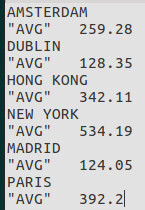 AMSTERDAM
"AVG"   259.28
DUBLIN
"AVG"   128.35
HONG KONG
"AVG"   342.11
NEW YORK
"AVG"   534.19
MADRID
"AVG"   124.05
PARIS
"AVG"   392.2